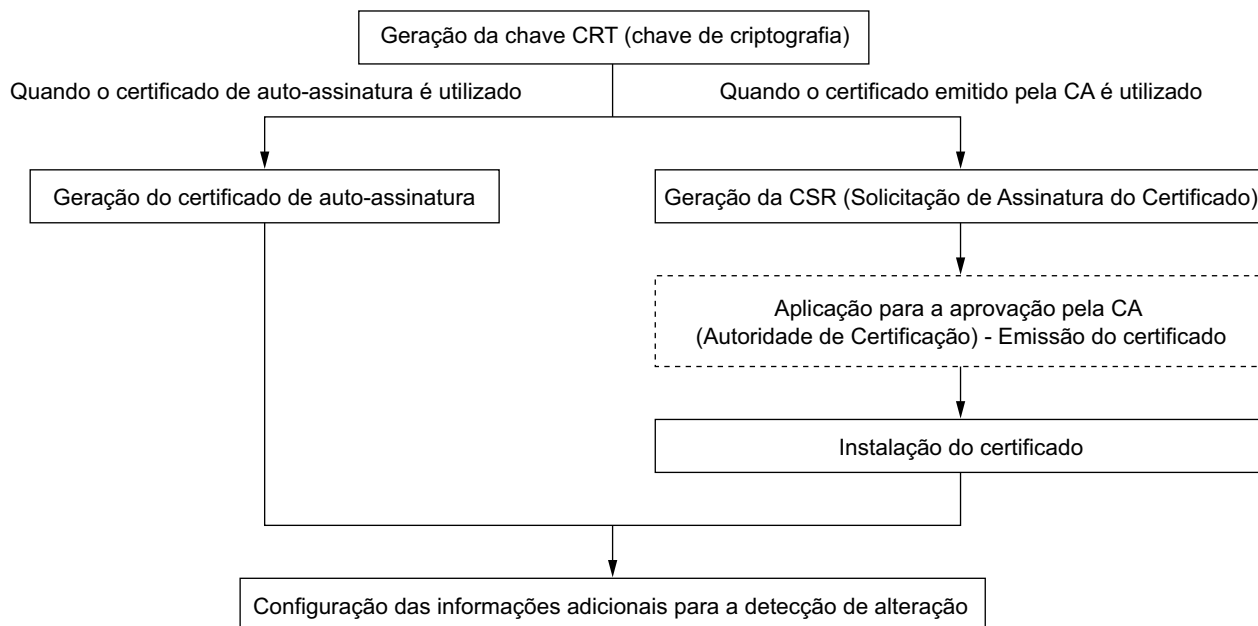 Geração da chave CRT (chave de criptografia)
Quando o certificado de auto-assinatura é utilizado
Quando o certificado emitido pela CA é utilizado
Geração do certificado de auto-assinatura
Geração da CSR (Solicitação de Assinatura do Certificado)
Aplicação para a aprovação pela CA
(Autoridade de Certificação) - Emissão do certificado
Instalação do certificado
Configuração das informações adicionais para a detecção de alteração